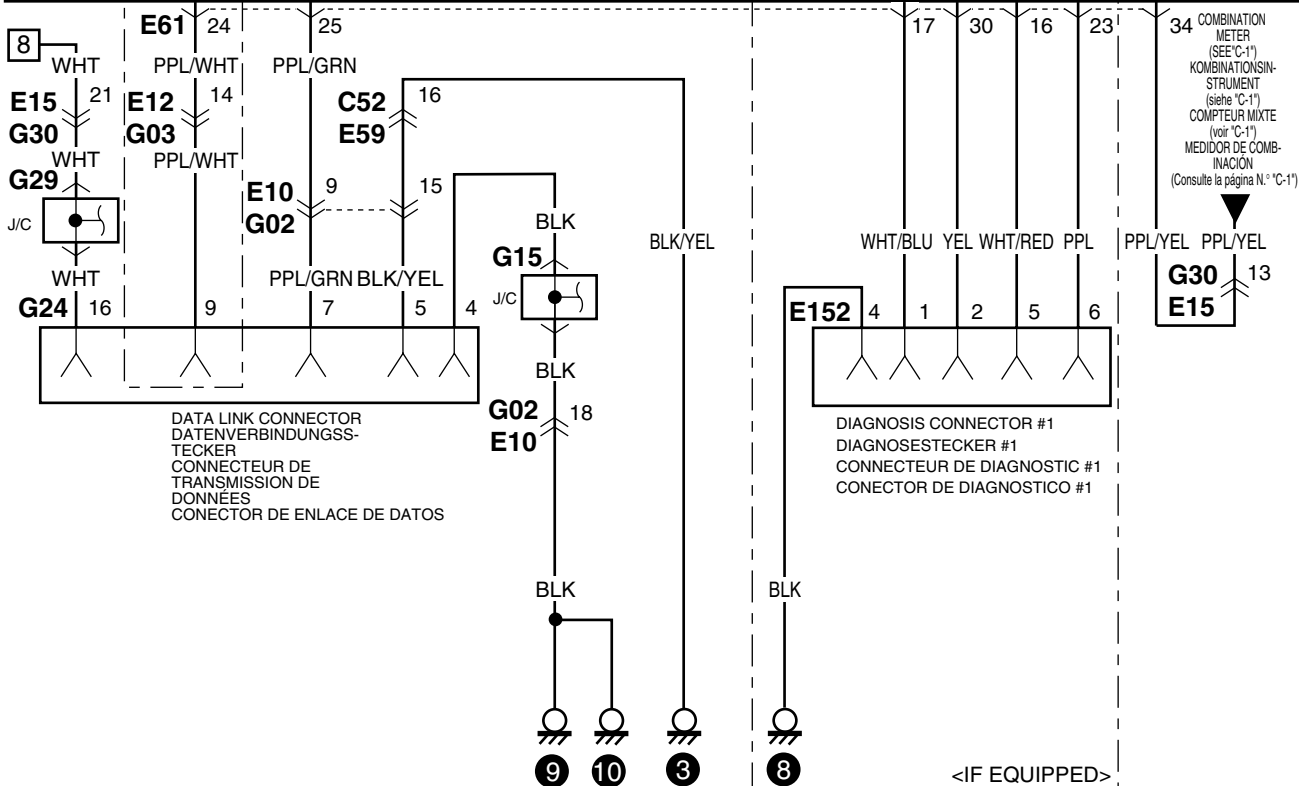 E61 24 25 17 30 16 23 34
COMBINATION
METER
(SEE"C-1")
KOMBINATIONSIN-
STRUMENT
(siehe "C-1")
COMPTEUR MIXTE
(voir "C-1")
MEDIDOR DE COMB-
INACIÓN
(Consulte la página N.° "C-1")
8
WHT PPL/WHT PPL/GRN
E15 21 E12 14 C52 16
G30 G03 E59
WHT PPL/WHT
G29 E10 9 15
G02
J/C
BLK BLK/YEL WHT/BLU YEL WHT/RED PPL PPL/YEL PPL/YEL
G15
WHT PPL/GRN BLK/YEL
J/C
G30 13
E15
G24 16 9 7 5 4 E152 4 1 2 5 6
BLK
DATA LINK CONNECTOR
DATENVERBINDUNGSS-
TECKER
CONNECTEUR DE
TRANSMISSION DE
DONNÉES
CONECTOR DE ENLACE DE DATOS
G02 18
E10
DIAGNOSIS CONNECTOR #1
DIAGNOSESTECKER #1
CONNECTEUR DE DIAGNOSTIC #1
CONECTOR DE DIAGNOSTICO #1
BLK BLK
9 10 3 8
<IF EQUIPPED>